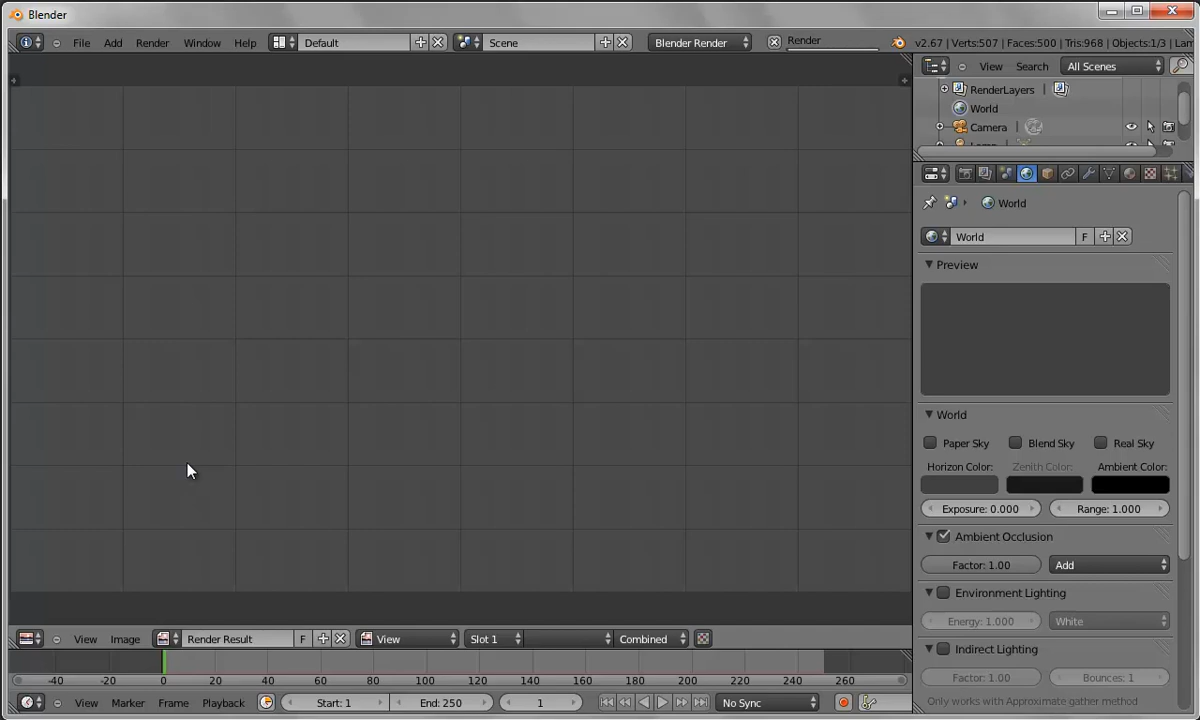 Blender
File Add Render Window Help Default Scene Blender Render Render v2.67 | Verts:507 | Faces:500 | Tris:968 | Objects:1/3 | Lam
View Search All Scenes
RenderLayers
World
Camera
World
World F
Preview
World
Paper Sky Blend Sky Real Sky
Horizon Color: Zenith Color: Ambient Color:
Exposure: 0.000 Range: 1.000
Ambient Occlusion
Factor: 1.00 Add
Environment Lighting
Energy: 1.000 White
Indirect Lighting
Factor: 1.00 Bounces: 1
Only works with Approximate gather method
View Image Render Result F View Slot 1 Combined
-40 -20 0 20 40 60 80 100 120 140 160 180 200 220 240 260
View Marker Frame Playback Start: 1 End: 250 1 No Sync